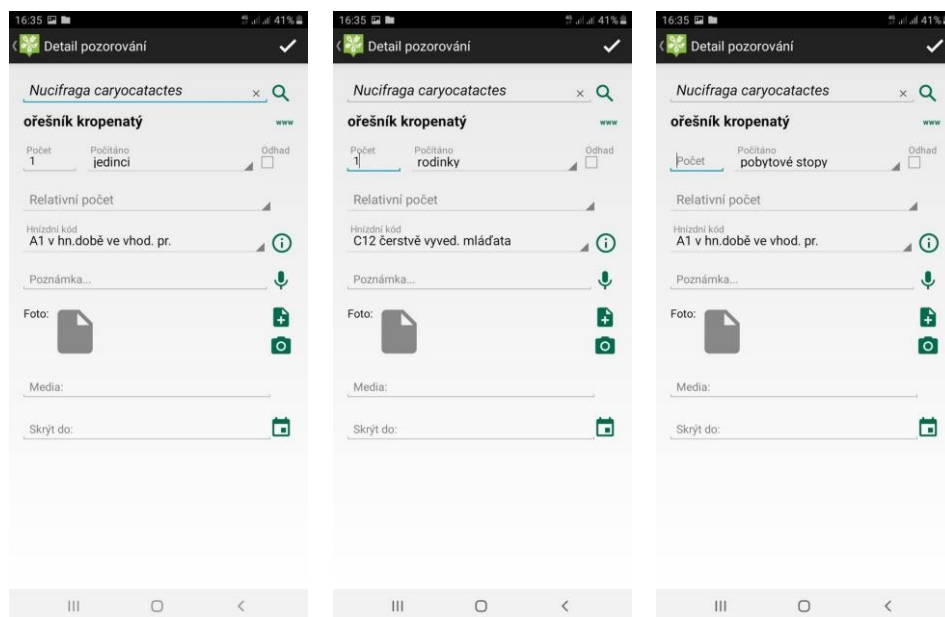 16:35 41%
Detail pozorování
Nucifraga caryocatactes ×
ořešník kropenatý www
Počet Počítáno Odhad
1 jedinci
Relativní počet
Hnízdní kód
A1 v hn.době ve vhod. pr.
Poznámka...
Foto:
Media:
Skrýt do:
16:35 41%
Detail pozorování
Nucifraga caryocatactes ×
ořešník kropenatý www
Počet Počítáno Odhad
1 rodinky
Relativní počet
Hnízdní kód
C12 čerstvě vyved. mláďata
Poznámka...
Foto:
Media:
Skrýt do:
16:35 41%
Detail pozorování
Nucifraga caryocatactes ×
ořešník kropenatý www
Počítáno Odhad
Počet pobytové stopy
Relativní počet
Hnízdní kód
A1 v hn.době ve vhod. pr.
Poznámka...
Foto:
Media:
Skrýt do: